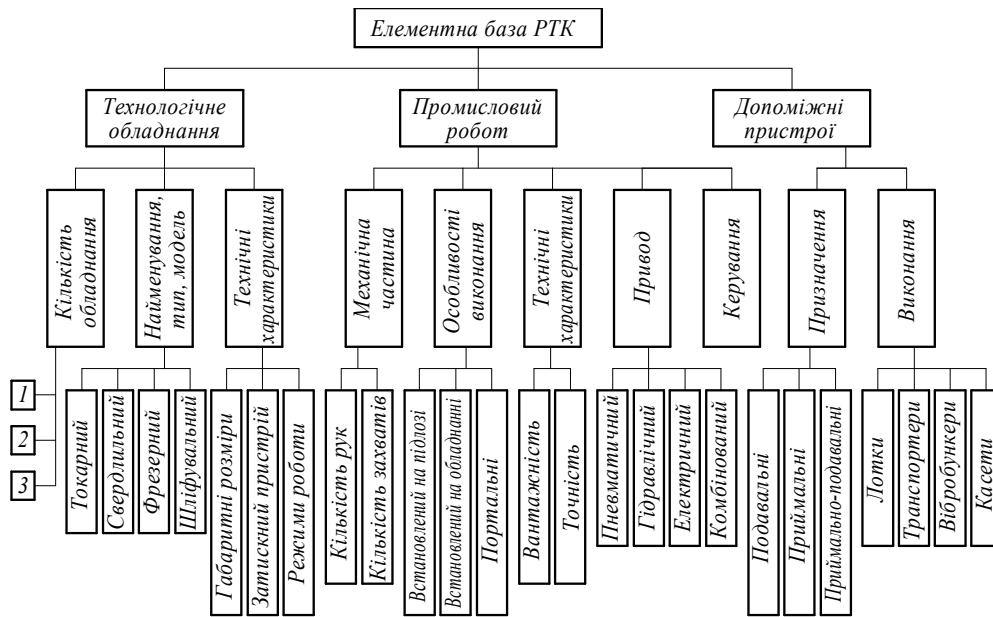 Елементна база РТК
Технологічне
обладнання
Промисловий
робот
Допоміжні
пристрої
Кількість
обладнання
Найменування,
тип, модель
Технічні
характеристики
Механічна
частина
Особливості
виконання
Технічні
характеристики
Привод
Керування
Призначення
Виконання
1
2
3
Токарний
Свердлильний
Фрезерний
Шліфувальний
Габаритні розміри
Затискний пристрій
Режими роботи
Кількість рук
Кількість захватів
Встановлений на підлозі
Встановлений на обладнанні
Портальні
Вантажність
Точність
Пневматичний
Гідравлічний
Електричний
Комбінований
Подавальні
Приймальні
Приймально-подавальні
Лотки
Транспортери
Вібробункери
Касети